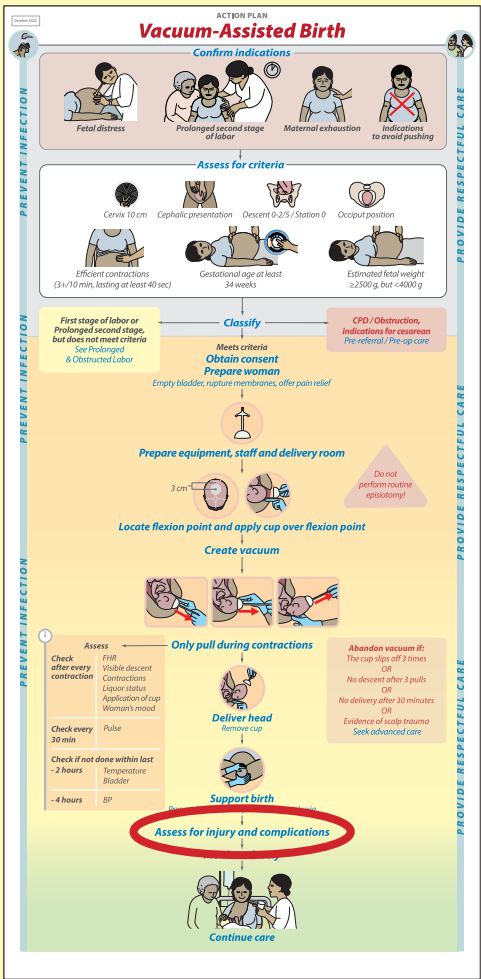 October 2022
ACTION PLAN
Vacuum-Assisted Birth
Confirm indications
Fetal distress
Prolonged second stage
of labor
Maternal exhaustion
Indications
to avoid pushing
Assess for criteria
Cervix 10 cm
Cephalic presentation
Descent 0-2/5 / Station 0
Occiput position
Efficient contractions
(3+/10 min, lasting at least 40 sec)
Gestational age at least
34 weeks
Estimated fetal weight
≥2500 g, but <4000 g
First stage of labor or
Prolonged second stage,
but does not meet criteria
See Prolonged
& Obstructed Labor
Classify
CPD / Obstruction,
indications for cesarean
Pre-referral / Pre-op care
Meets criteria
Obtain consent
Prepare woman
Empty bladder, rupture membranes, offer pain relief
Prepare equipment, staff and delivery room
3 cm
Do not
perform routine
episiotomy!
Locate flexion point and apply cup over flexion point
Create vacuum
Only pull during contractions
Assess
Check
after every
contraction
FHR
Visible descent
Contractions
Liquor status
Application of cup
Woman's mood
Check every
30 min
Pulse
Check if not done within last
- 2 hours
Temperature
Bladder
- 4 hours
BP
Abandon vacuum if:
The cup slips off 3 times
OR
No descent after 3 pulls
OR
No delivery after 30 minutes
OR
Evidence of scalp trauma
Seek advanced care
Deliver head
Remove cup
Support birth
Assess for injury and complications
Continue care
PREVENT INFECTION
PREVENT INFECTION
PREVENT INFECTION
PROVIDE RESPECTFUL CARE
PROVIDE RESPECTFUL CARE
PROVIDE RESPECTFUL CARE